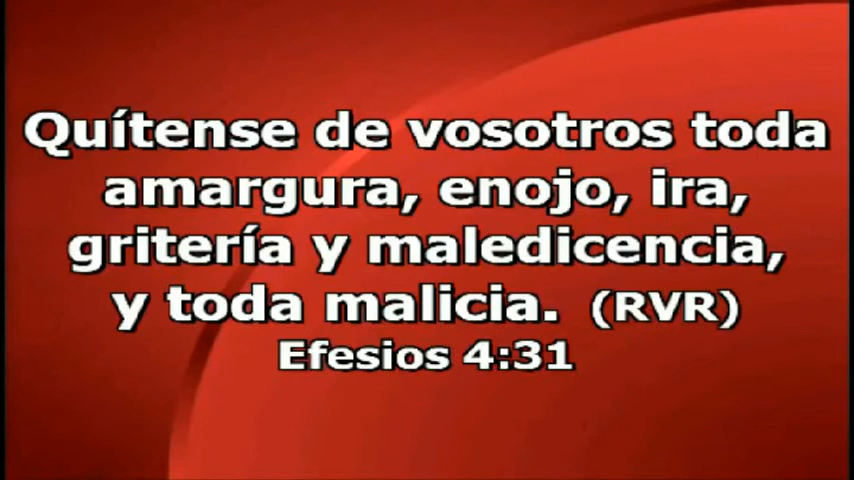 Quítense de vosotros toda
amargura, enojo, ira,
gritería y maledicencia,
y toda malicia. (RVR)
Efesios 4:31